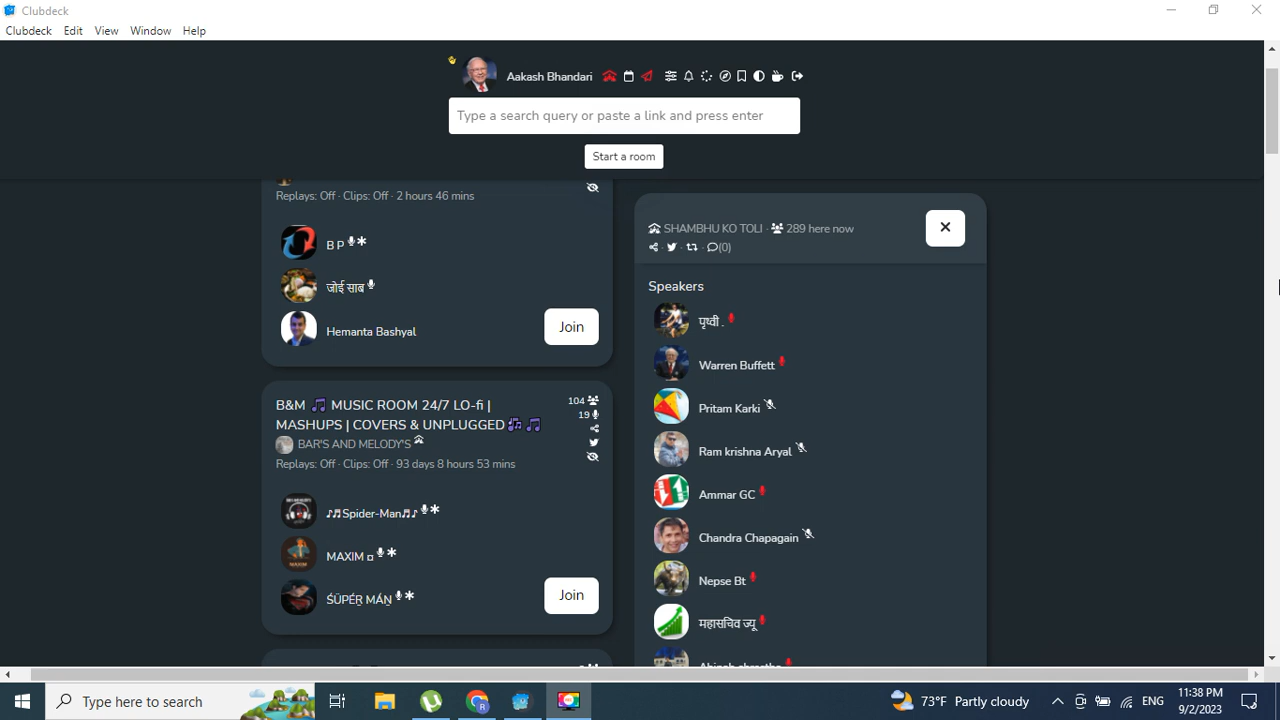 Clubdeck
Clubdeck Edit View Window Help
Aakash Bhandari
Type a search query or paste a link and press enter
Start a room
Replays: Off · Clips: Off · 2 hours 46 mins
B P
जोई साब
Hemanta Bashyal
Join
B&M 🎵 MUSIC ROOM 24/7 LO-fi |
MASHUPS | COVERS & UNPLUGGED 🎶 🎵
BAR'S AND MELODY'S
Replays: Off · Clips: Off · 93 days 8 hours 53 mins
104
19
♪♬Spider-Man♬♪
MAXIM ¤
ŚŪPÉŖ MÁŅ
Join
SHAMBHU KO TOLI · 289 here now
· · · (0)
Speakers
पृथ्वी .
Warren Buffett
Pritam Karki
Ram krishna Aryal
Ammar GC
Chandra Chapagain
Nepse Bt
महासचिव ज्यू
Type here to search
73°F Partly cloudy
ENG
11:38 PM
9/2/2023